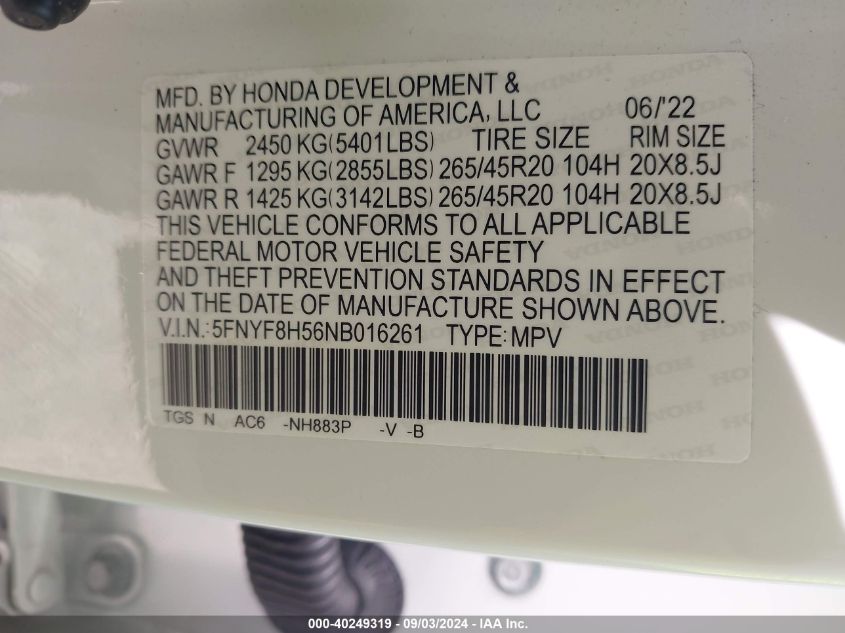 MFD. BY HONDA DEVELOPMENT &
MANUFACTURING OF AMERICA, LLC 06/'22
GVWR 2450 KG(5401LBS) TIRE SIZE RIM SIZE
GAWR F 1295 KG(2855LBS) 265/45R20 104H 20X8.5J
GAWR R 1425 KG(3142LBS) 265/45R20 104H 20X8.5J
THIS VEHICLE CONFORMS TO ALL APPLICABLE
FEDERAL MOTOR VEHICLE SAFETY
AND THEFT PREVENTION STANDARDS IN EFFECT
ON THE DATE OF MANUFACTURE SHOWN ABOVE.
V.I.N.:5FNYF8H56NB016261 TYPE:MPV
TGS N AC6 -NH883P -V -B
000-40249319 - 09/03/2024 - IAA Inc.